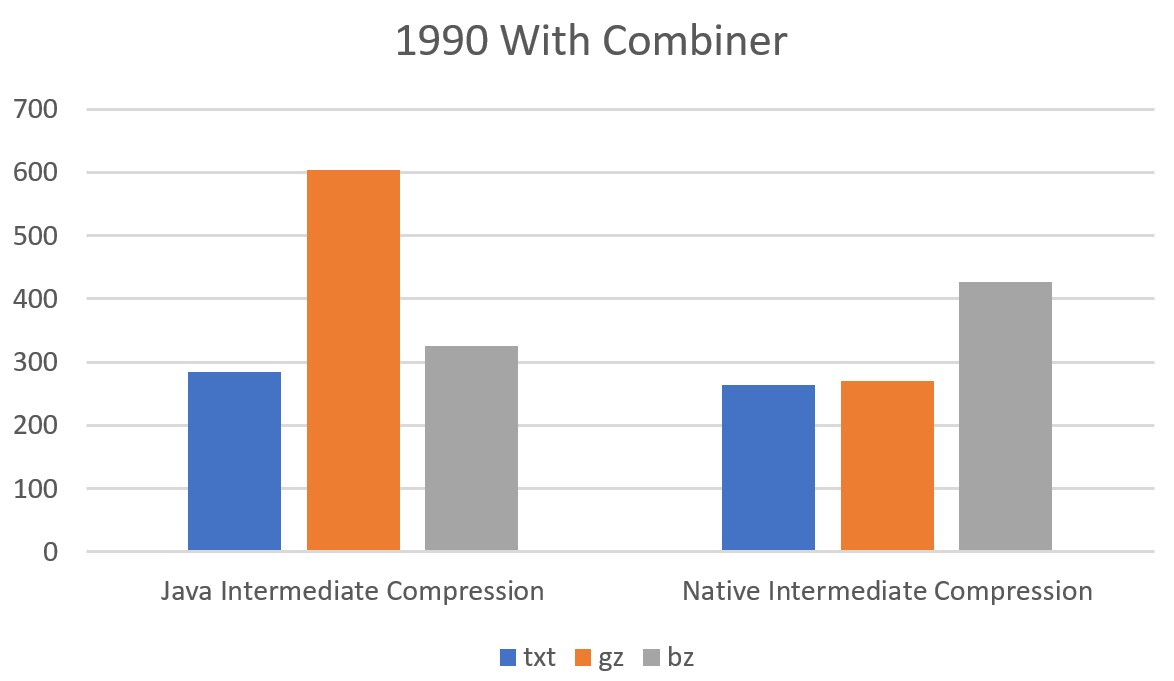 1990 With Combiner
700
600
500
400
300
200
100
0
Java Intermediate Compression Native Intermediate Compression
txt gz bz